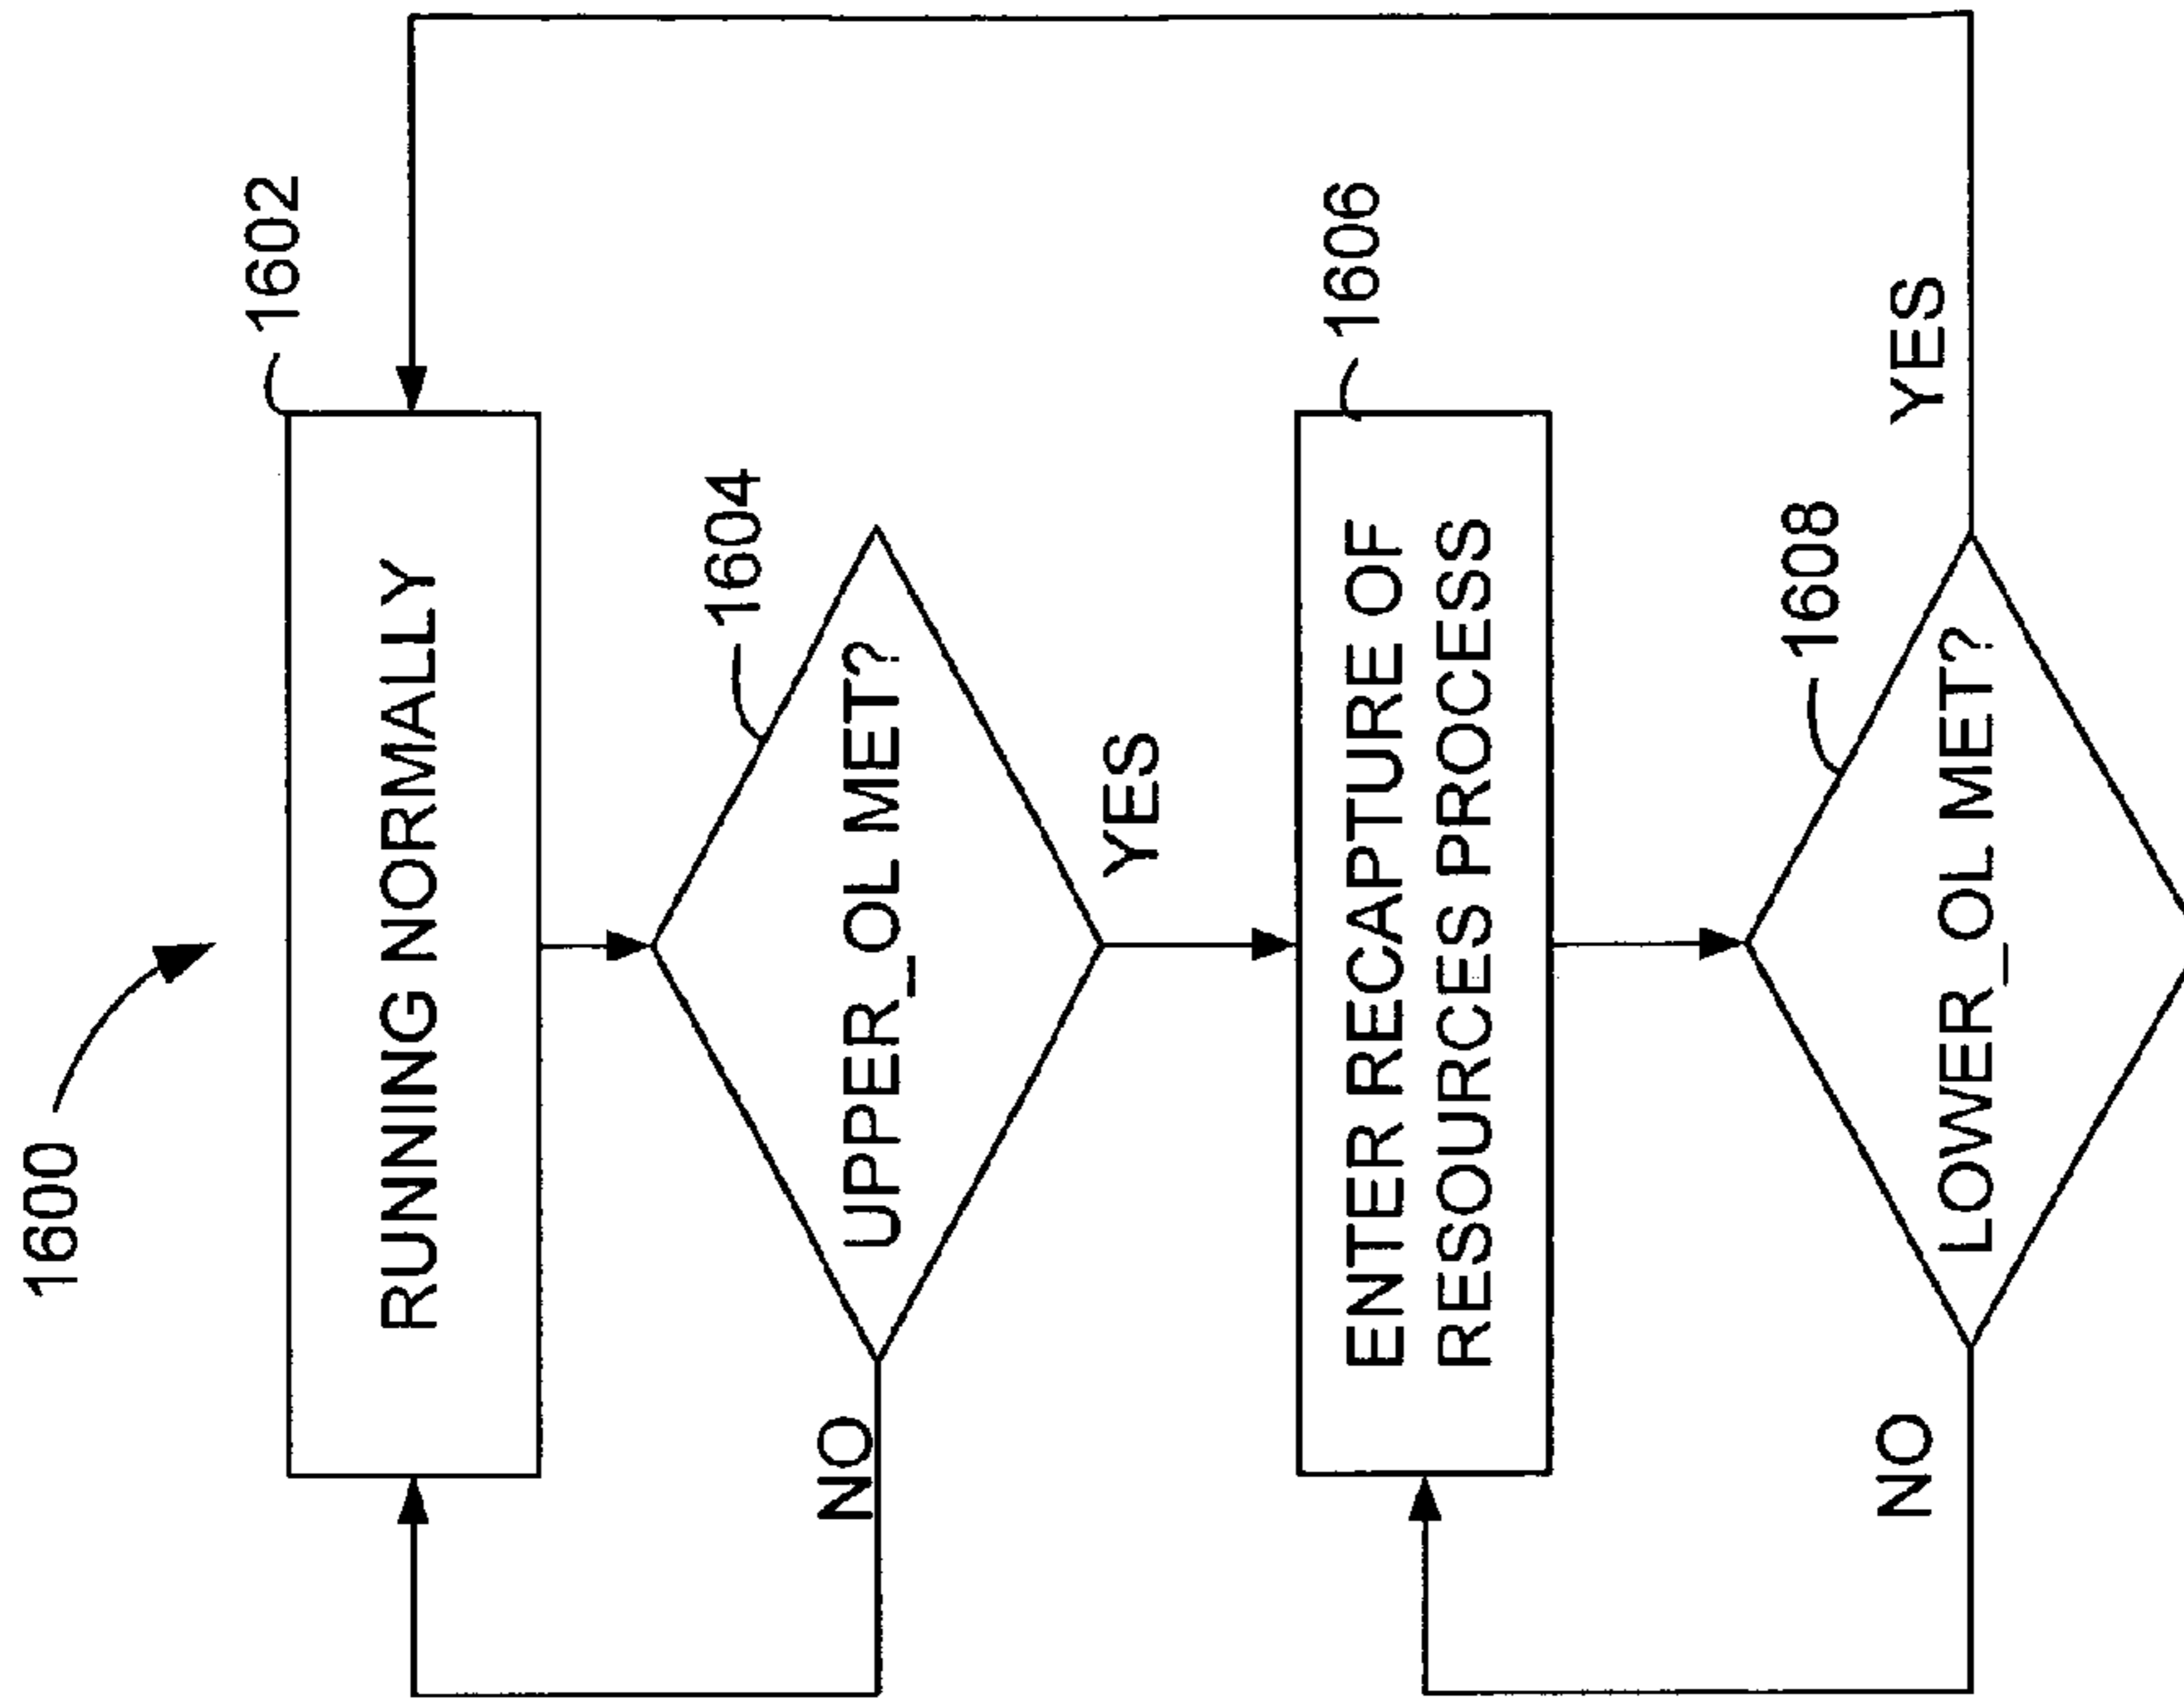 1600
1602
RUNNING NORMALLY
1604
UPPER_OL MET?
NO
YES
1606
ENTER RECAPTURE OF
RESOURCES PROCESS
1608
LOWER_OL MET?
NO
YES